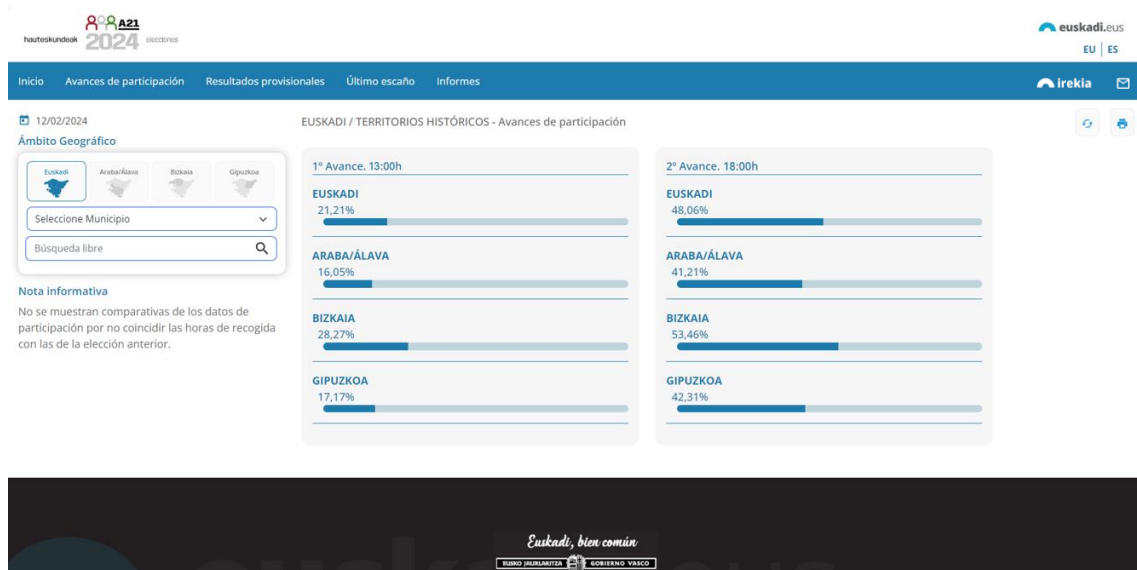 A21
hauteskundeak 2024 elecciones
euskadi.eus
EU | ES
Inicio Avances de participación Resultados provisionales Último escaño Informes
irekia
12/02/2024
Ámbito Geográfico
Euskadi Araba/Álava Bizkaia Gipuzkoa
Seleccione Municipio
Búsqueda libre
Nota informativa
No se muestran comparativas de los datos de
participación por no coincidir las horas de recogida
con las de la elección anterior.
EUSKADI / TERRITORIOS HISTÓRICOS - Avances de participación
1º Avance. 13:00h
EUSKADI
21,21%
ARABA/ÁLAVA
16,05%
BIZKAIA
28,27%
GIPUZKOA
17,17%
2º Avance. 18:00h
EUSKADI
48,06%
ARABA/ÁLAVA
41,21%
BIZKAIA
53,46%
GIPUZKOA
42,31%
Euskadi, bien común
EUSKO JAURLARITZA GOBIERNO VASCO